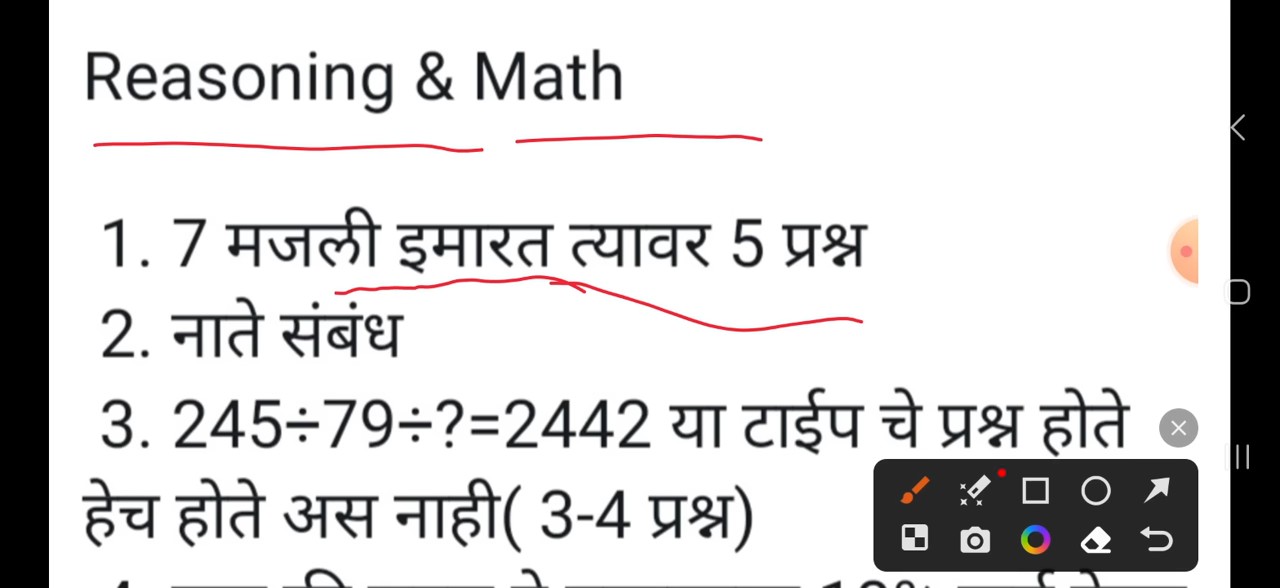 Reasoning & Math
1. 7 मजली इमारत त्यावर 5 प्रश्न
2. नाते संबंध
3. 245÷79÷?=2442 या टाईप चे प्रश्न होते
हेच होते अस नाही( 3-4 प्रश्न)